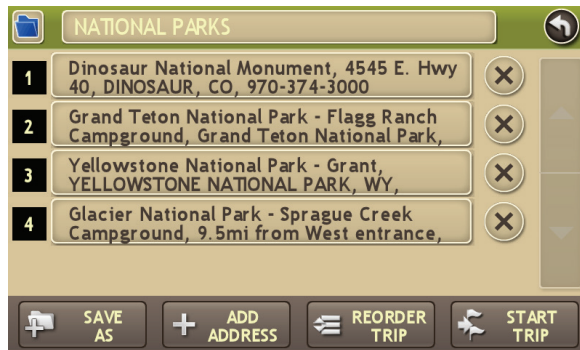 NATIONAL PARKS
1
Dinosaur National Monument, 4545 E. Hwy
40, DINOSAUR, CO, 970-374-3000
2
Grand Teton National Park - Flagg Ranch
Campground, Grand Teton National Park,
3
Yellowstone National Park - Grant,
YELLOWSTONE NATIONAL PARK, WY,
4
Glacier National Park - Sprague Creek
Campground, 9.5mi from West entrance,
SAVE
AS
ADD
ADDRESS
REORDER
TRIP
START
TRIP